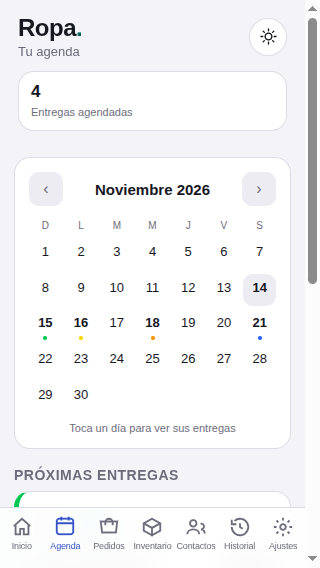 Ropa.
Tu agenda
4
Entregas agendadas
‹ Noviembre 2026 ›
D L M M J V S
1 2 3 4 5 6 7
8 9 10 11 12 13 14
15 16 17 18 19 20 21
22 23 24 25 26 27 28
29 30
Toca un día para ver sus entregas
PRÓXIMAS ENTREGAS
Inicio Agenda Pedidos Inventario Contactos Historial Ajustes